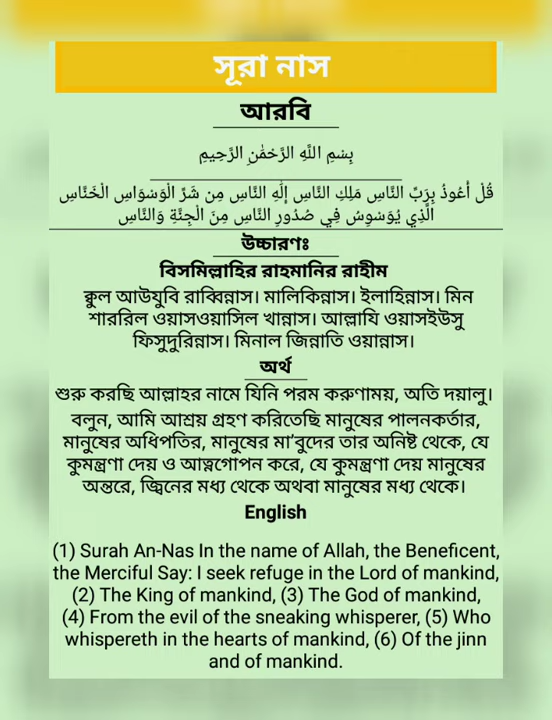 সূরা নাস
আরবি
بِسْمِ اللَّهِ الرَّحْمَٰنِ الرَّحِيمِ
قُلْ أَعُوذُ بِرَبِّ النَّاسِ مَلِكِ النَّاسِ إِلَٰهِ النَّاسِ مِن شَرِّ الْوَسْوَاسِ الْخَنَّاسِ
الَّذِي يُوَسْوِسُ فِي صُدُورِ النَّاسِ مِنَ الْجِنَّةِ وَالنَّاسِ
উচ্চারণঃ
বিসমিল্লাহির রাহমানির রাহীম
ক্বুল আউযুবি রাব্বিন্নাস। মালিকিন্নাস। ইলাহিন্নাস। মিন
শাররিল ওয়াসওয়াসিল খান্নাস। আল্লাযি ওয়াসইউসু
ফিসুদুরিন্নাস। মিনাল জিন্নাতি ওয়ান্নাস।
অর্থ
শুরু করছি আল্লাহর নামে যিনি পরম করুণাময়, অতি দয়ালু।
বলুন, আমি আশ্রয় গ্রহণ করিতেছি মানুষের পালনকর্তার,
মানুষের অধিপতির, মানুষের মা'বুদের তার অনিষ্ট থেকে, যে
কুমন্ত্রণা দেয় ও আত্নগোপন করে, যে কুমন্ত্রণা দেয় মানুষের
অন্তরে, জ্বিনের মধ্য থেকে অথবা মানুষের মধ্য থেকে।
English
(1) Surah An-Nas In the name of Allah, the Beneficent,
the Merciful Say: I seek refuge in the Lord of mankind,
(2) The King of mankind, (3) The God of mankind,
(4) From the evil of the sneaking whisperer, (5) Who
whispereth in the hearts of mankind, (6) Of the jinn
and of mankind.